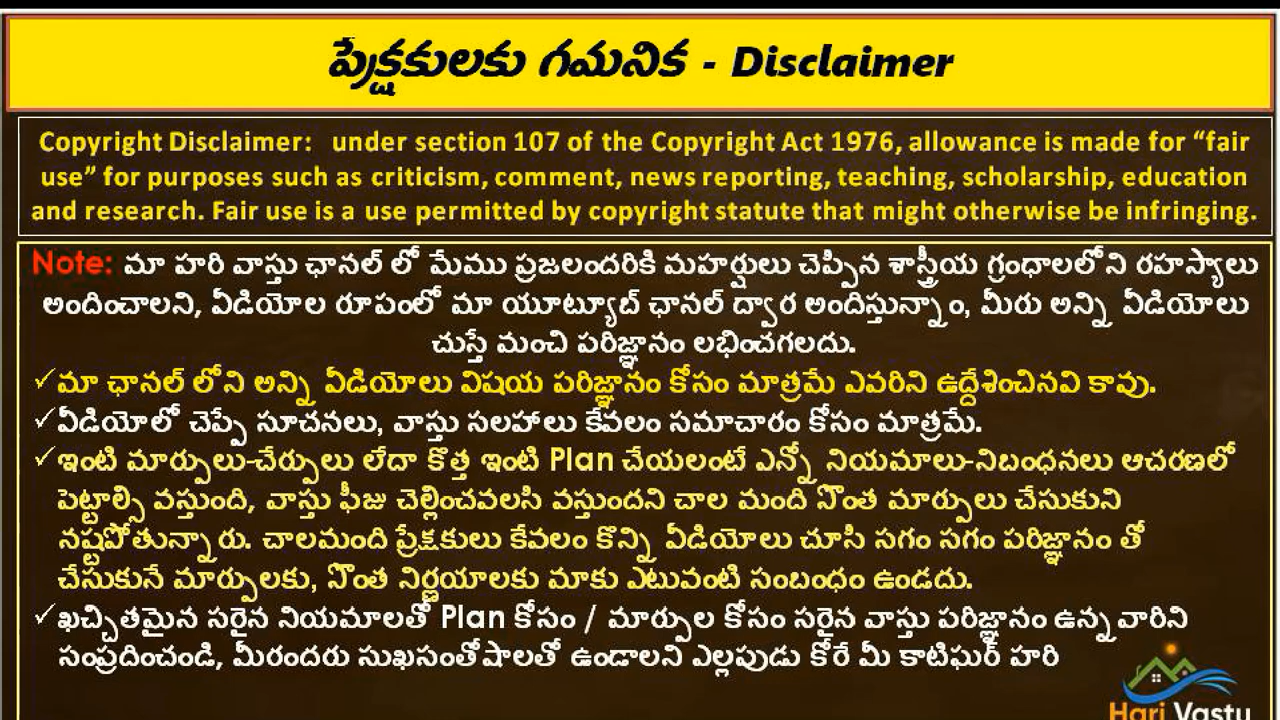 ప్రేక్షకులకు గమనిక - Disclaimer
Copyright Disclaimer: under section 107 of the Copyright Act 1976, allowance is made for “fair
use” for purposes such as criticism, comment, news reporting, teaching, scholarship, education
and research. Fair use is a use permitted by copyright statute that might otherwise be infringing.
Note: మా హరి వాస్తు ఛానల్ లో మేము ప్రజలందరికి మహర్షులు చెప్పిన శాస్త్రీయ గ్రంధాలలోని రహస్యాలు
అందించాలని, వీడియోల రూపంలో మా యూట్యూబ్ ఛానల్ ద్వార అందిస్తున్నాం, మీరు అన్ని వీడియోలు
చుస్తే మంచి పరిజ్ఞానం లభించగలదు.
✓మా ఛానల్ లోని అన్ని వీడియోలు విషయ పరిజ్ఞానం కోసం మాత్రమే ఎవరిని ఉద్దేశించినవి కావు.
✓వీడియోలో చెప్పే సూచనలు, వాస్తు సలహాలు కేవలం సమాచారం కోసం మాత్రమే.
✓ఇంటి మార్పులు-చేర్పులు లేదా కొత్త ఇంటి Plan చేయలంటే ఎన్నో నియమాలు-నిబంధనలు ఆచరణలో
పెట్టాల్సి వస్తుంది, వాస్తు ఫీజు చెల్లించవలసి వస్తుందని చాల మంది సొంత మార్పులు చేసుకుని
నష్టపోతున్నారు. చాలమంది ప్రేక్షకులు కేవలం కొన్ని వీడియోలు చూసి సగం సగం పరిజ్ఞానం తో
చేసుకునే మార్పులకు, సొంత నిర్ణయాలకు మాకు ఎటువంటి సంబంధం ఉండదు.
✓ఖచ్చితమైన సరైన నియమాలతో Plan కోసం / మార్పుల కోసం సరైన వాస్తు పరిజ్ఞానం ఉన్నవారిని
సంప్రదించండి, మీరందరు సుఖసంతోషాలతో ఉండాలని ఎల్లపుడు కోరే మీ కాటిఘర్ హరి
Hari Vastu